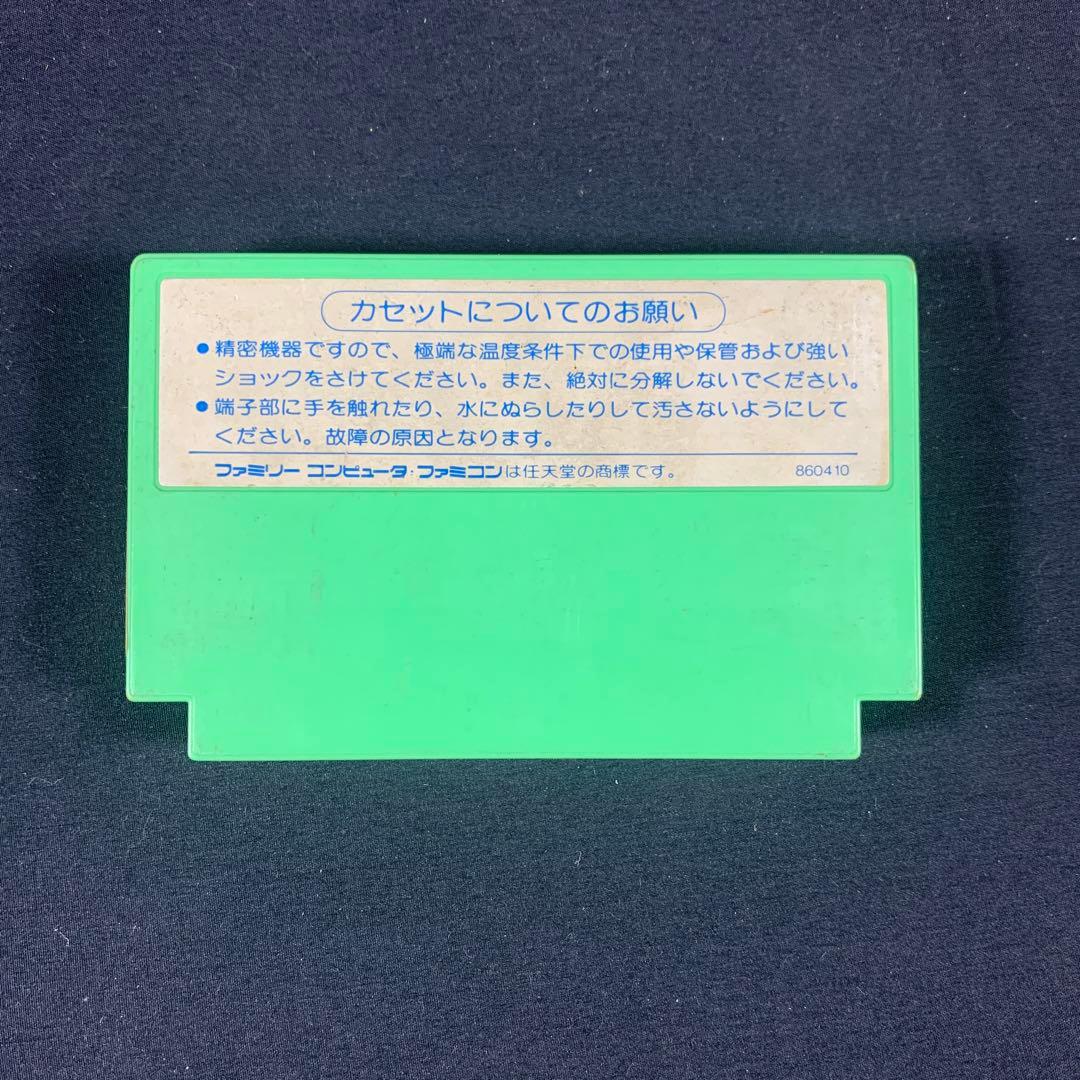 カセットについてのお願い
●精密機器ですので、極端な温度条件下での使用や保管および強い
ショックをさけてください。また、絶対に分解しないでください。
●端子部に手を触れたり、水にぬらしたりして汚さないようにして
ください。故障の原因となります。
ファミリー コンピュータ・ファミコンは任天堂の商標です。 860410